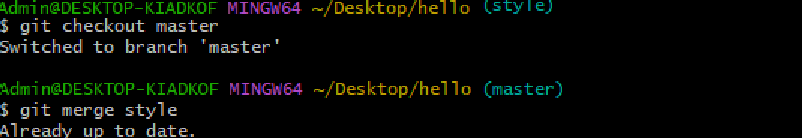 Admin@DESKTOP-KIADKOF MINGW64 ~/Desktop/hello (style)
$ git checkout master
Switched to branch 'master'
Admin@DESKTOP-KIADKOF MINGW64 ~/Desktop/hello (master)
$ git merge style
Already up to date.